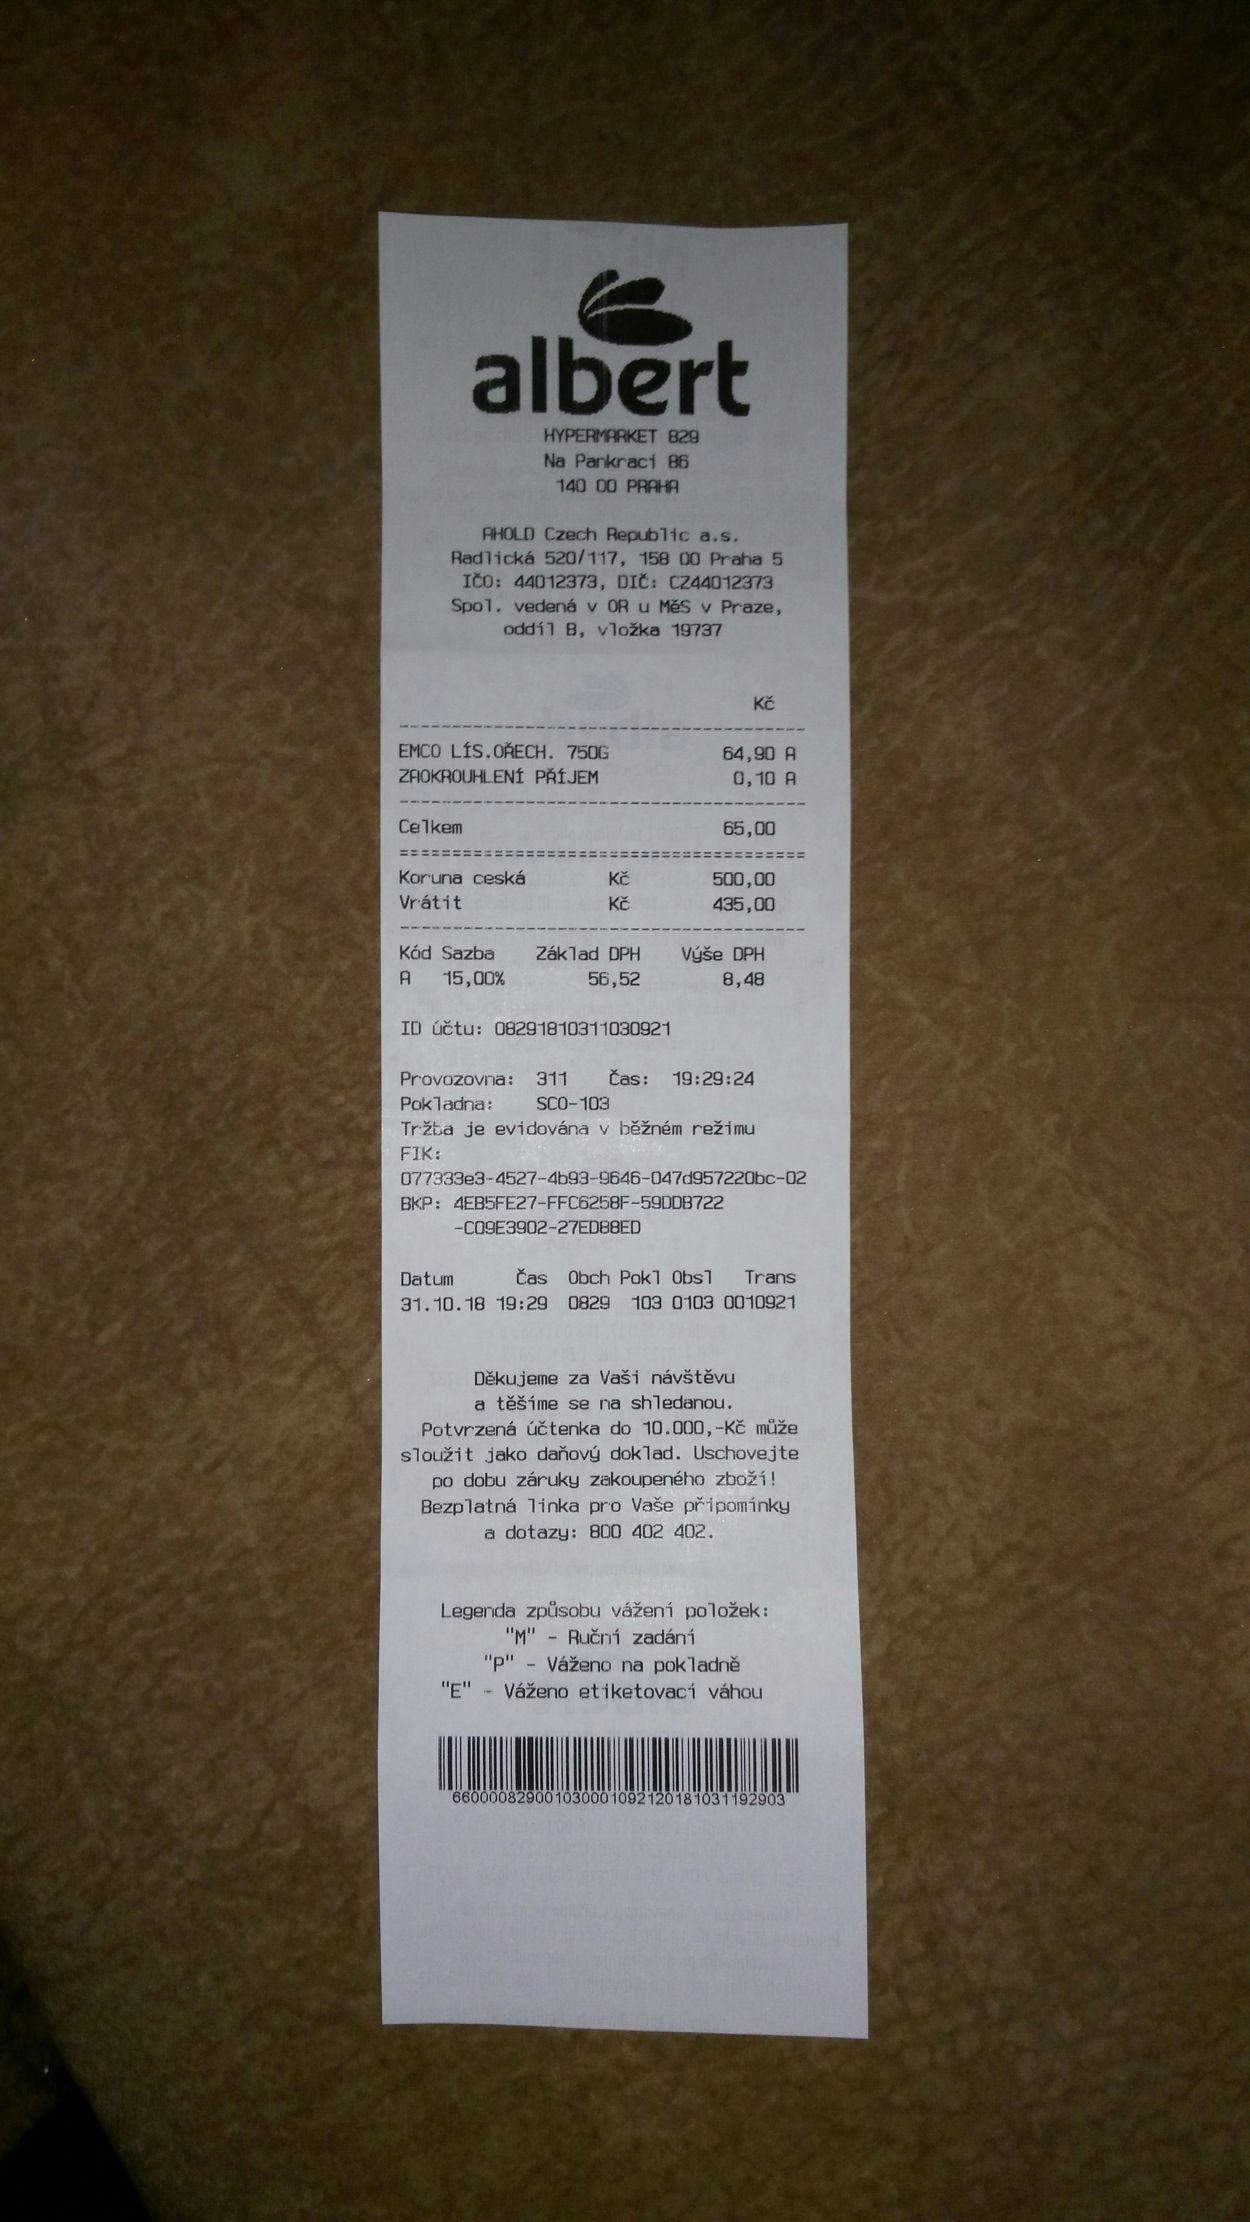 albert
HYPERMARKET 829
Na Pankraci 86
140 00 PRAHA
AHOLD Czech Republic a.s.
Radlická 520/117, 158 00 Praha 5
IČO: 44012373, DIČ: CZ44012373
Spol. vedená v OR u MěS v Praze,
oddíl B, vložka 19737
Kč
EMCO LÍS.OŘECH. 750G 64,90 A
ZAOKROUHLENÍ PŘÍJEM 0,10 A
Celkem 65,00
Koruna ceská Kč 500,00
Vrátit Kč 435,00
Kód Sazba Základ DPH Výše DPH
A 15,00% 56,52 8,48
ID účtu: 08291810311030921
Provozovna: 311 Čas: 19:29:24
Pokladna: SCO-103
Tržba je evidována v běžném režimu
FIK:
077333e3-4527-4b93-9646-047d957220bc-02
BKP: 4EB5FE27-FFC6258F-59DDB722
-C09E3902-27ED88ED
Datum Čas Obch Pokl Obsl Trans
31.10.18 19:29 0829 103 0103 0010921
Děkujeme za Vaši návštěvu
a těšíme se na shledanou.
Potvrzená účtenka do 10.000,-Kč může
sloužit jako daňový doklad. Uschovejte
po dobu záruky zakoupeného zboží!
Bezplatná linka pro Vaše připomínky
a dotazy: 800 402 402.
Legenda způsobu vážení položek:
"M" - Ruční zadání
"P" - Váženo na pokladně
"E" - Váženo etiketovací váhou
660000829001030001092120181031192903